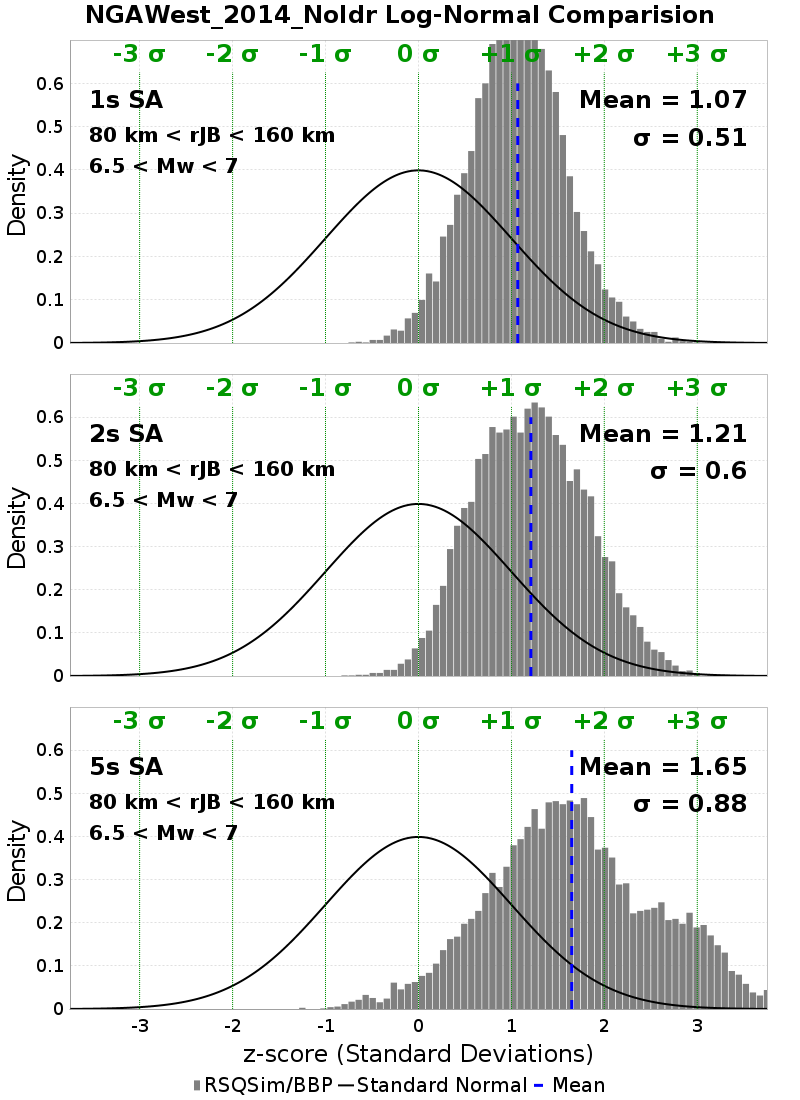 NGAWest_2014_NoIdr Log-Normal Comparision
-3 σ -2 σ -1 σ 0 σ +1 σ +2 σ +3 σ
1s SA
Mean = 1.07
80 km < rJB < 160 km
σ = 0.51
6.5 < Mw < 7
0.6
0.5
0.4
0.3
0.2
0.1
0
Density
-3 σ -2 σ -1 σ 0 σ +1 σ +2 σ +3 σ
2s SA
Mean = 1.21
80 km < rJB < 160 km
σ = 0.6
6.5 < Mw < 7
0.6
0.5
0.4
0.3
0.2
0.1
0
Density
-3 σ -2 σ -1 σ 0 σ +1 σ +2 σ +3 σ
5s SA
Mean = 1.65
80 km < rJB < 160 km
σ = 0.88
6.5 < Mw < 7
0.6
0.5
0.4
0.3
0.2
0.1
0
Density
-3 -2 -1 0 1 2 3
z-score (Standard Deviations)
RSQSim/BBP Standard Normal Mean